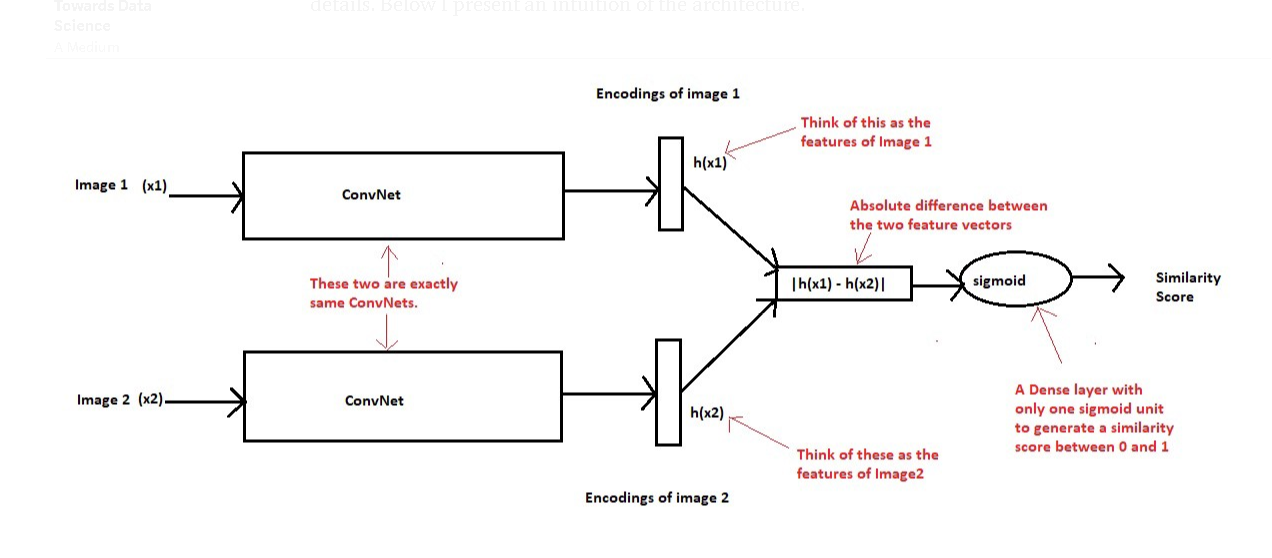 Towards Data
Science
A Medium
details. Below I present an intuition of the architecture.
Encodings of image 1
Think of this as the
features of Image 1
h(x1)
Image 1 (x1)
ConvNet
Absolute difference between
the two feature vectors
These two are exactly
same ConvNets.
|h(x1) - h(x2)|
sigmoid
Similarity
Score
Image 2 (x2)
ConvNet
h(x2)
A Dense layer with
only one sigmoid unit
to generate a similarity
score between 0 and 1
Think of these as the
features of Image2
Encodings of image 2